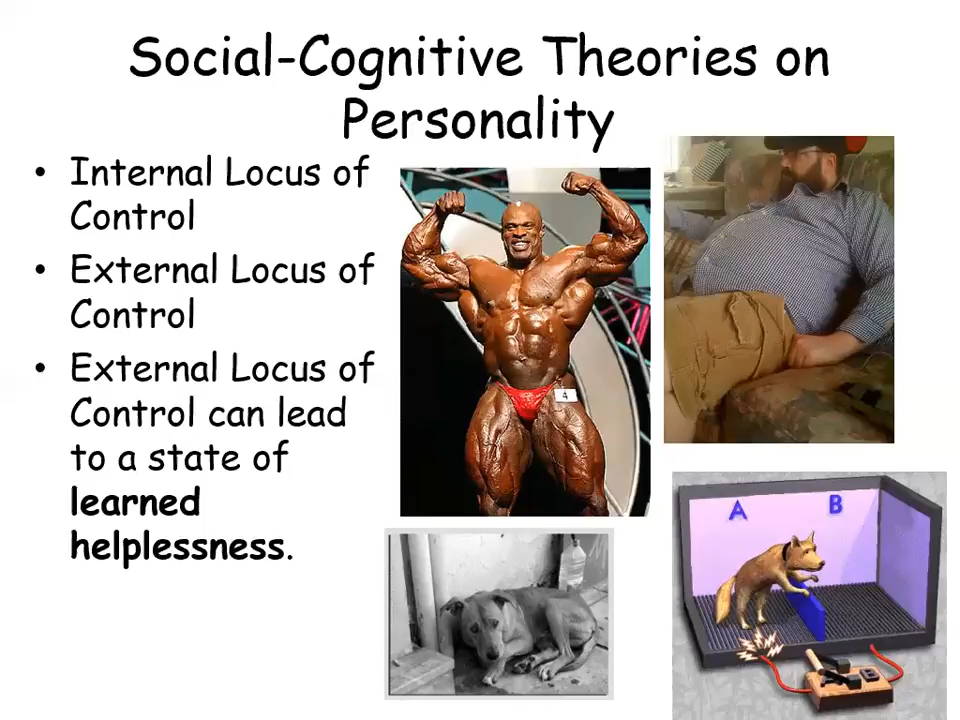 Social-Cognitive Theories on
Personality
• Internal Locus of
Control
• External Locus of
Control
• External Locus of
Control can lead
to a state of
learned
helplessness.
4
A B